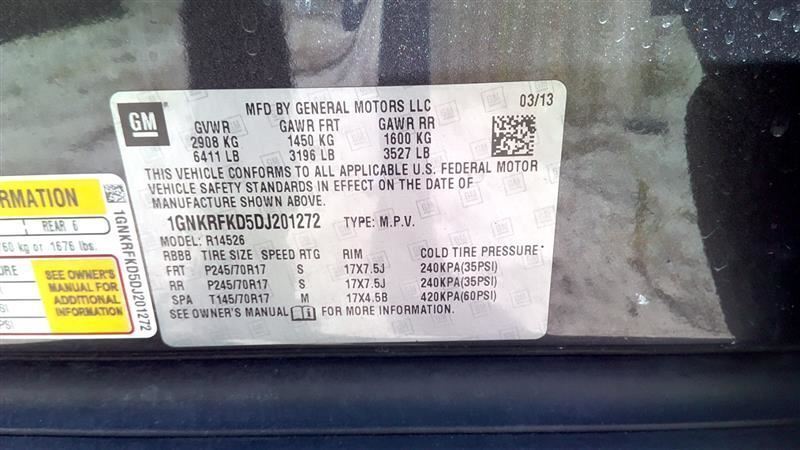 GM
MFD BY GENERAL MOTORS LLC 03/13
GVWR GAWR FRT GAWR RR
2908 KG 1450 KG 1600 KG
6411 LB 3196 LB 3527 LB
THIS VEHICLE CONFORMS TO ALL APPLICABLE U.S. FEDERAL MOTOR
VEHICLE SAFETY STANDARDS IN EFFECT ON THE DATE OF
MANUFACTURE SHOWN ABOVE.
1GNKRFKD5DJ201272 TYPE: M.P.V.
MODEL: R14526
RBBB TIRE SIZE SPEED RTG RIM COLD TIRE PRESSURE
FRT P245/70R17 S 17X7.5J 240KPA(35PSI)
RR P245/70R17 S 17X7.5J 240KPA(35PSI)
SPA T145/70R17 M 17X4.5B 420KPA(60PSI)
SEE OWNER'S MANUAL FOR MORE INFORMATION.
REAR 6
kg or 1676 lbs.
SEE OWNER'S
MANUAL FOR
ADDITIONAL
INFORMATION
1GNKRFKD5DJ201272